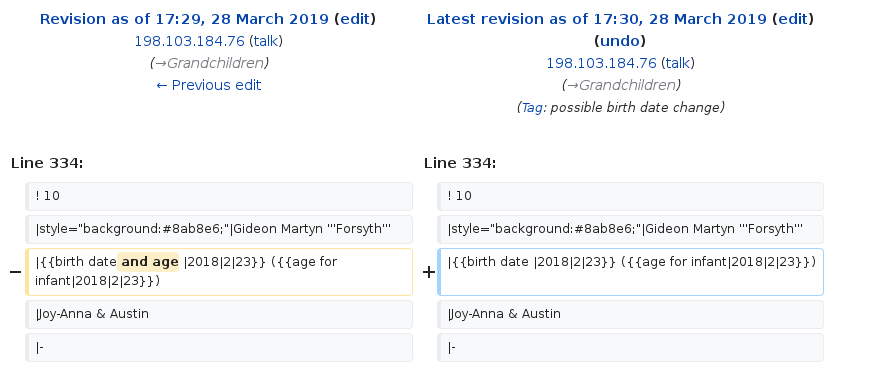 Revision as of 17:29, 28 March 2019 (edit)
198.103.184.76 (talk)
(→Grandchildren)
← Previous edit
Latest revision as of 17:30, 28 March 2019 (edit)
(undo)
198.103.184.76 (talk)
(→Grandchildren)
(Tag: possible birth date change)
Line 334:
Line 334:
! 10
! 10
|style="background:#8ab8e6;"|Gideon Martyn '''Forsyth'''
|style="background:#8ab8e6;"|Gideon Martyn '''Forsyth'''
− |{{birth date and age |2018|2|23}} ({{age for
infant|2018|2|23}})
+ |{{birth date |2018|2|23}} ({{age for infant|2018|2|23}})
|Joy-Anna & Austin
|Joy-Anna & Austin
|-
|-